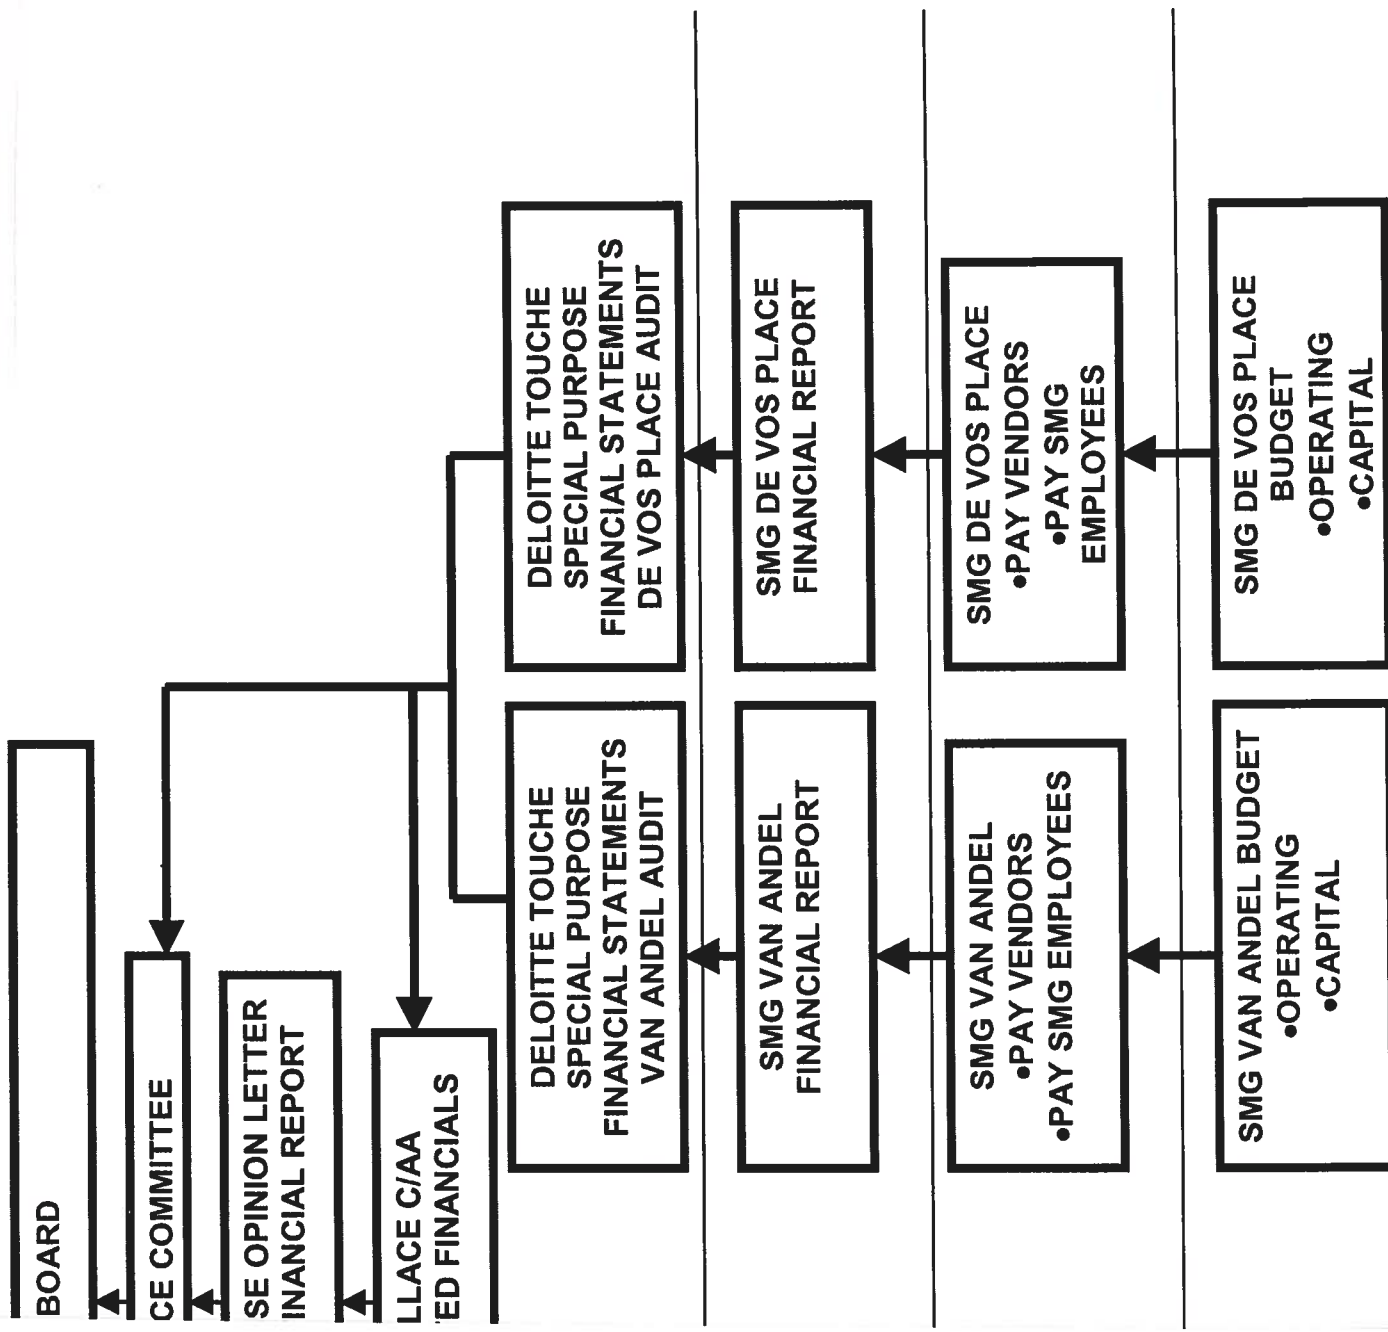 BOARD
CE COMMITTEE
SE OPINION LETTER
INANCIAL REPORT
LLACE C/AA
ED FINANCIALS
DELOITTE TOUCHE
SPECIAL PURPOSE
FINANCIAL STATEMENTS
VAN ANDEL AUDIT
DELOITTE TOUCHE
SPECIAL PURPOSE
FINANCIAL STATEMENTS
DE VOS PLACE AUDIT
SMG VAN ANDEL
FINANCIAL REPORT
SMG DE VOS PLACE
FINANCIAL REPORT
SMG VAN ANDEL
•PAY VENDORS
•PAY SMG EMPLOYEES
SMG DE VOS PLACE
•PAY VENDORS
•PAY SMG
EMPLOYEES
SMG VAN ANDEL BUDGET
•OPERATING
•CAPITAL
SMG DE VOS PLACE
BUDGET
•OPERATING
•CAPITAL